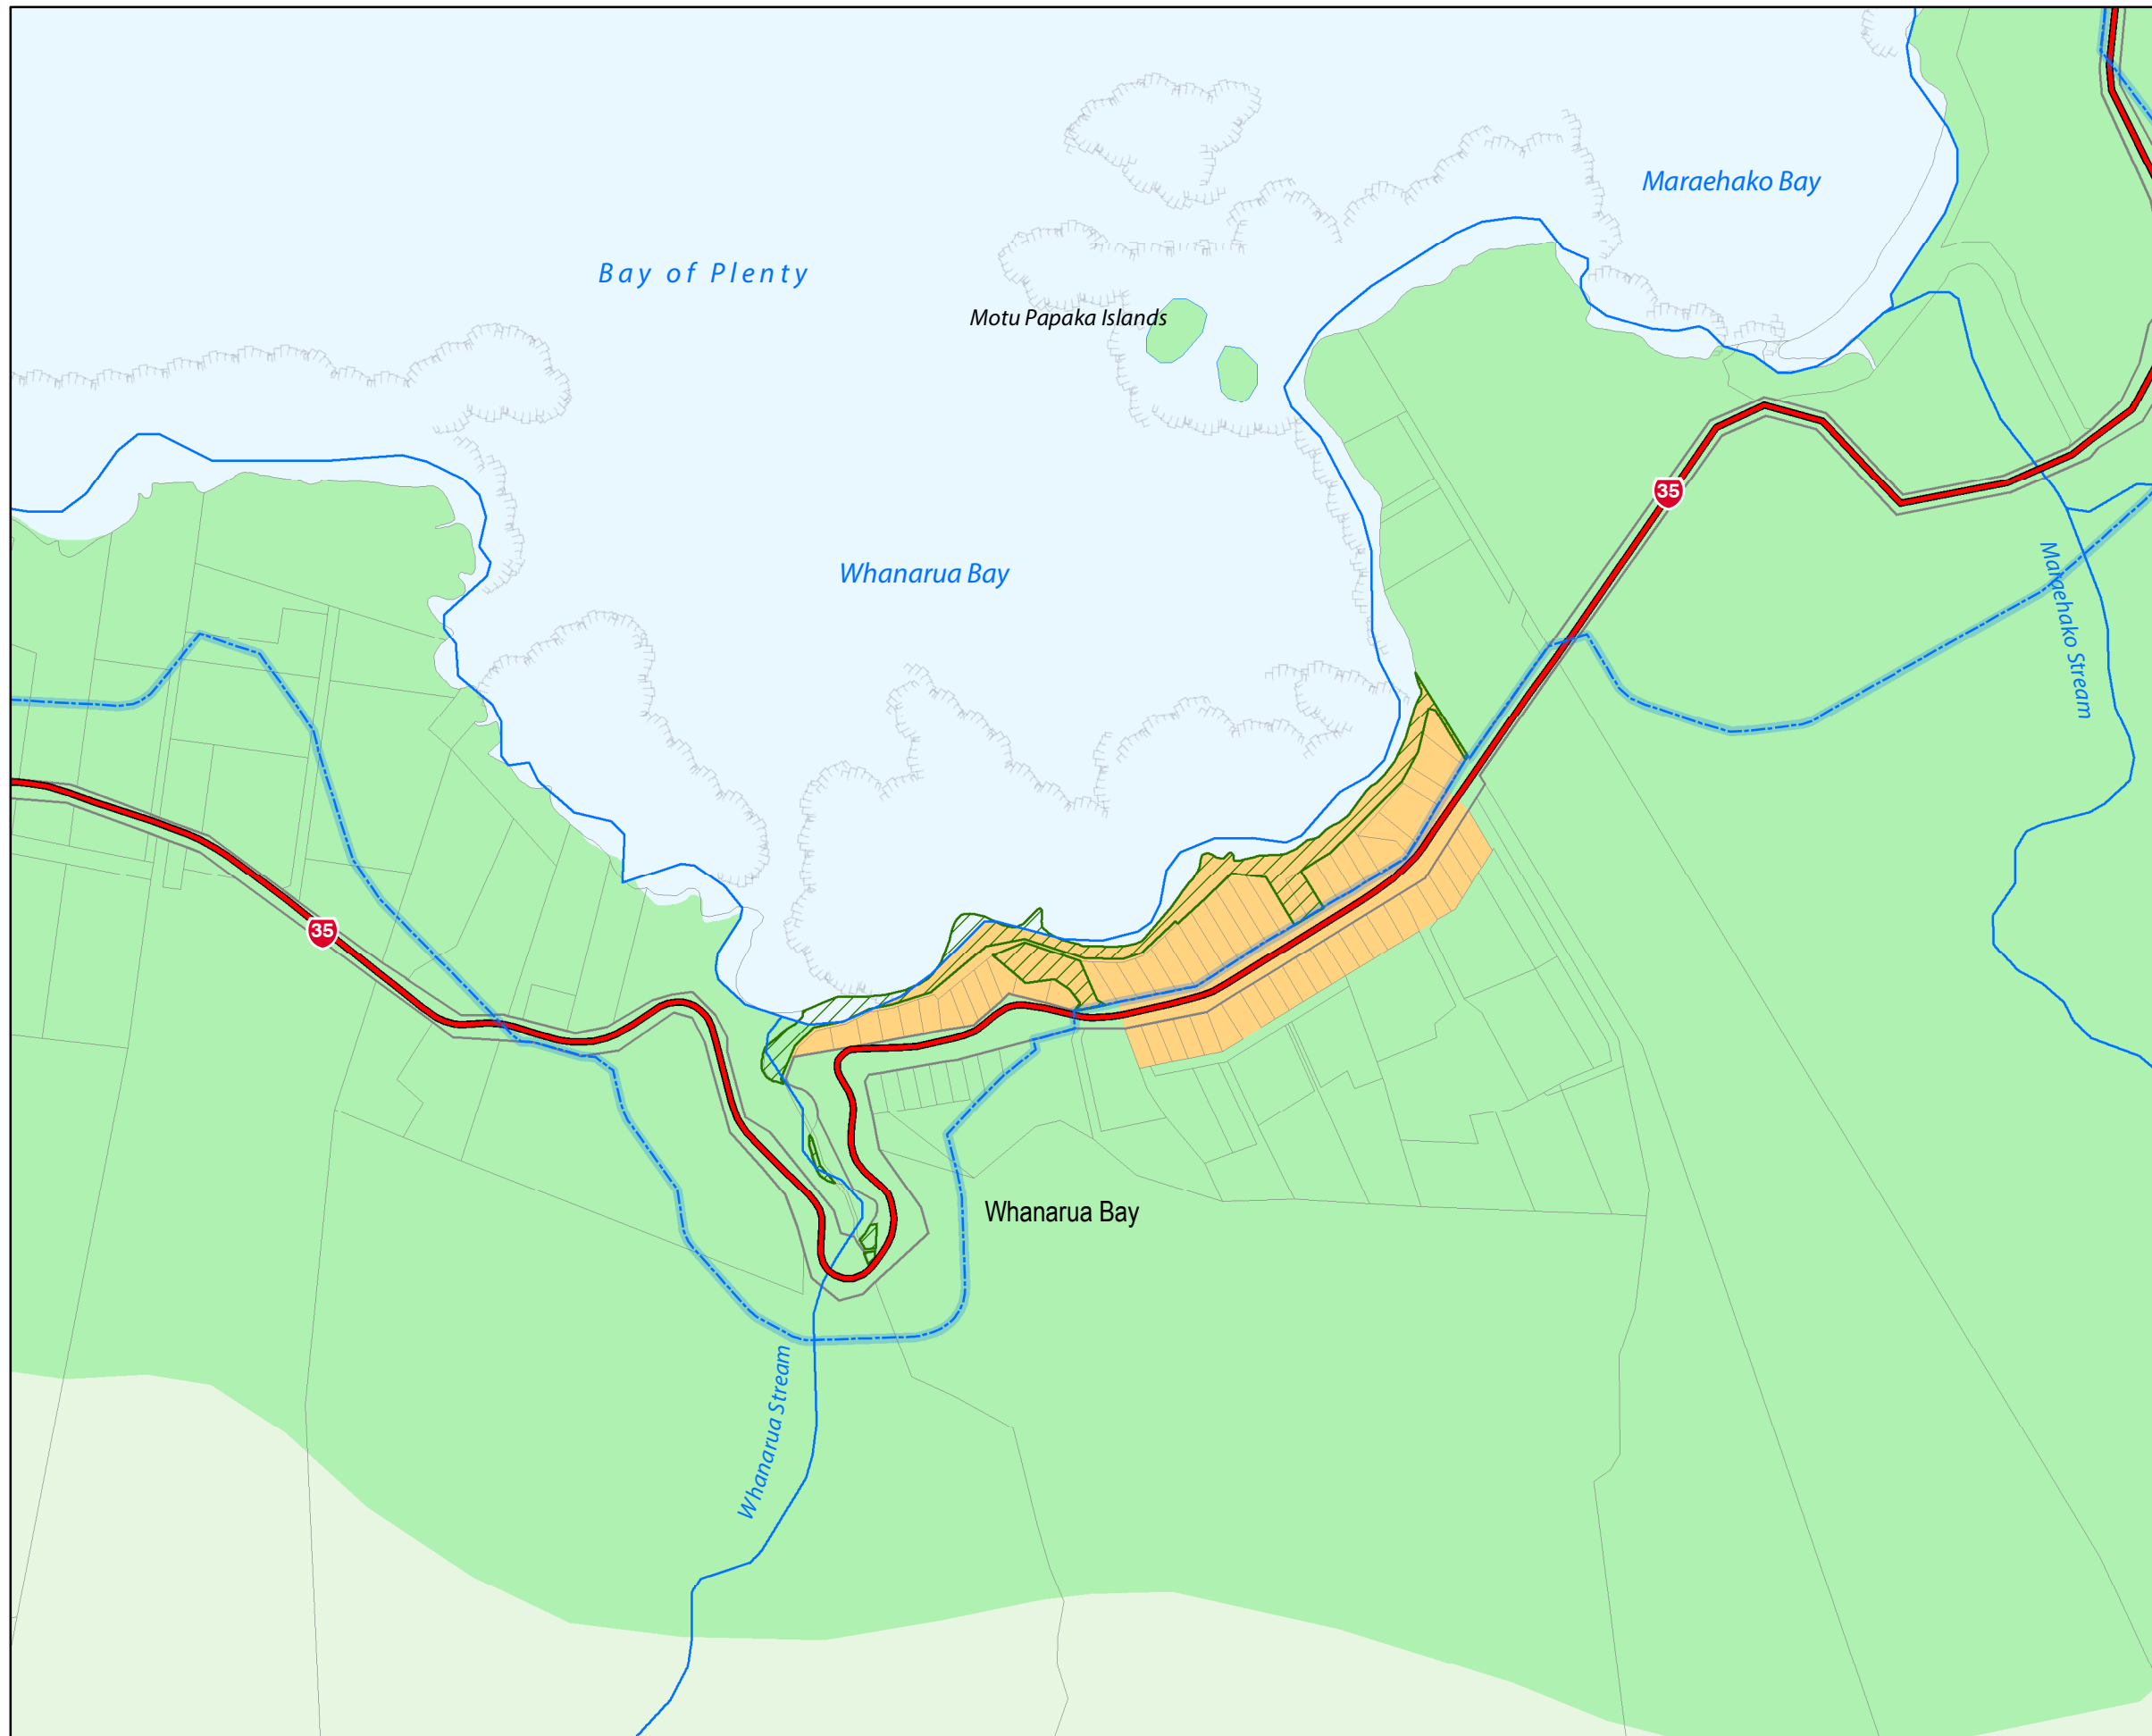 Maraehako Bay
Bay of Plenty
Motu Papaka Islands
35
Whanarua Bay
Maraehako Stream
35
Whanarua Bay
Whanarua Stream